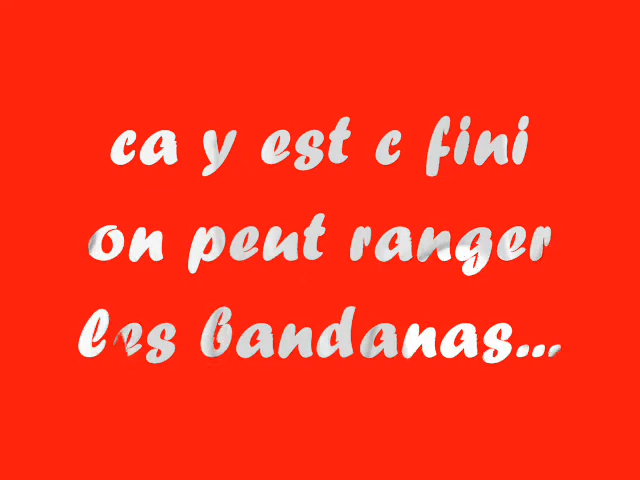 ca y est c fini
on peut ranger
les bandanas...